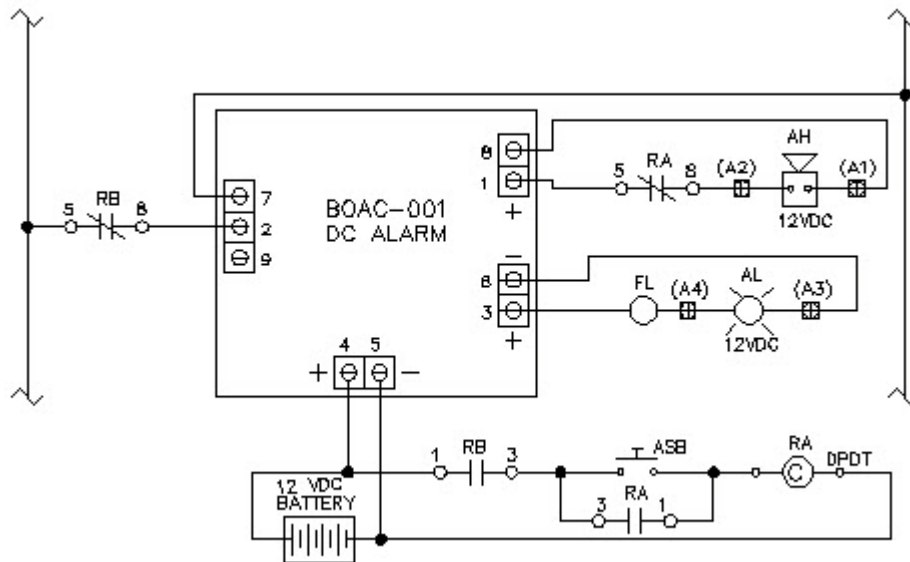 8
AH
5
RA
8
(A2)
(A1)
RB
5
8
7
1
BOAC-001
+
12VDC
2
DC ALARM
9
−
6
FL
(A4)
AL
(A3)
3
12VDC
+
4
5
+
−
RB
ASB
RA
1
3
DPDT
C
12 VDC
RA
BATTERY
3
1